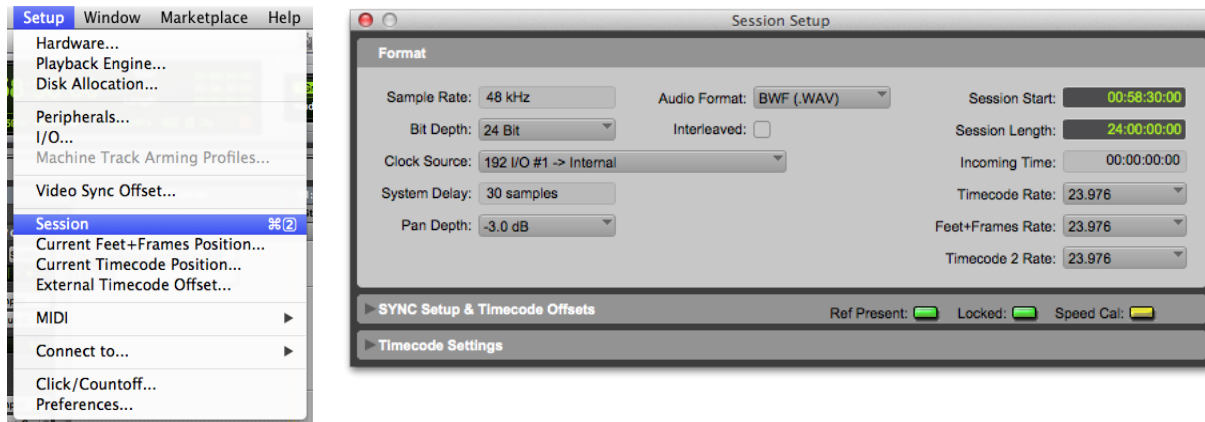 Setup Window Marketplace Help
Hardware...
Playback Engine...
Disk Allocation...
Peripherals...
I/O...
Machine Track Arming Profiles...
Video Sync Offset...
Session ⌘2
Current Feet+Frames Position...
Current Timecode Position...
External Timecode Offset...
MIDI
Connect to...
Click/Countoff...
Preferences...
Session Setup
Format
Sample Rate: 48 kHz Audio Format: BWF (.WAV) Session Start: 00:58:30:00
Bit Depth: 24 Bit Interleaved: Session Length: 24:00:00:00
Clock Source: 192 I/O #1 -> Internal Incoming Time: 00:00:00:00
System Delay: 30 samples Timecode Rate: 23.976
Pan Depth: -3.0 dB Feet+Frames Rate: 23.976
Timecode 2 Rate: 23.976
SYNC Setup & Timecode Offsets Ref Present: Locked: Speed Cal:
Timecode Settings